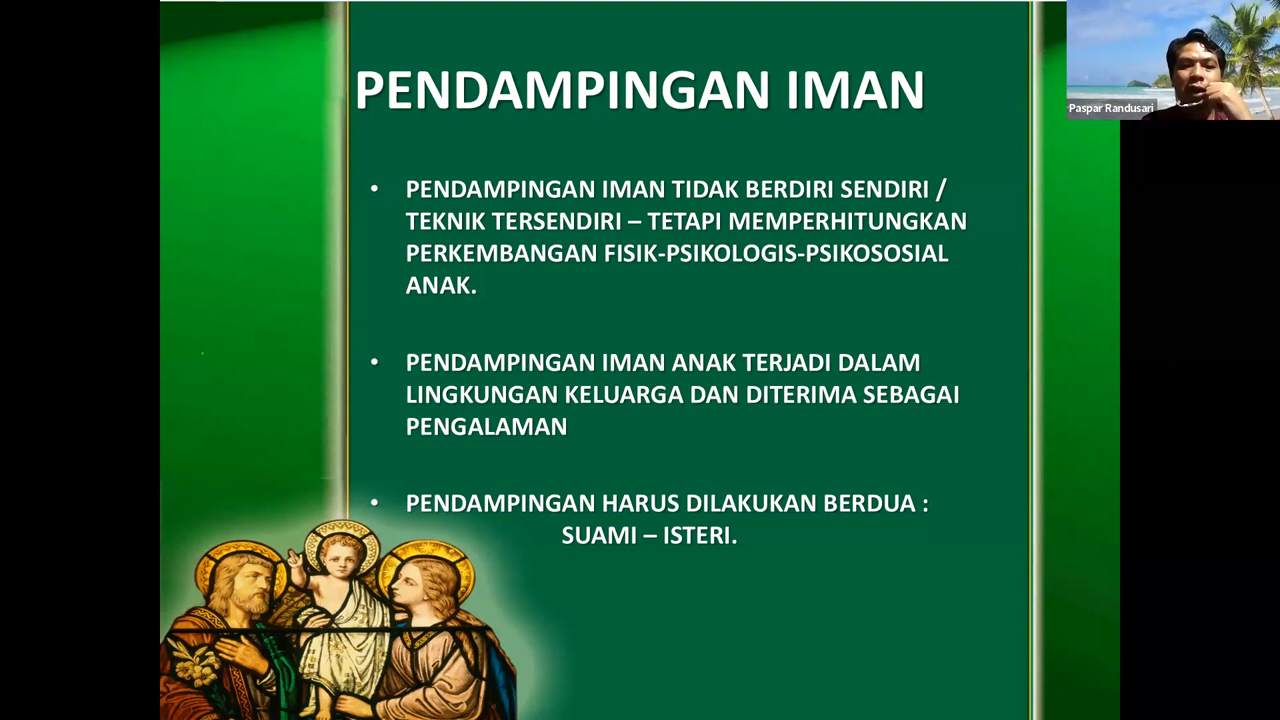 PENDAMPINGAN IMAN
• PENDAMPINGAN IMAN TIDAK BERDIRI SENDIRI /
TEKNIK TERSENDIRI – TETAPI MEMPERHITUNGKAN
PERKEMBANGAN FISIK-PSIKOLOGIS-PSIKOSOSIAL
ANAK.
• PENDAMPINGAN IMAN ANAK TERJADI DALAM
LINGKUNGAN KELUARGA DAN DITERIMA SEBAGAI
PENGALAMAN
• PENDAMPINGAN HARUS DILAKUKAN BERDUA :
SUAMI – ISTERI.
Paspar Randusari